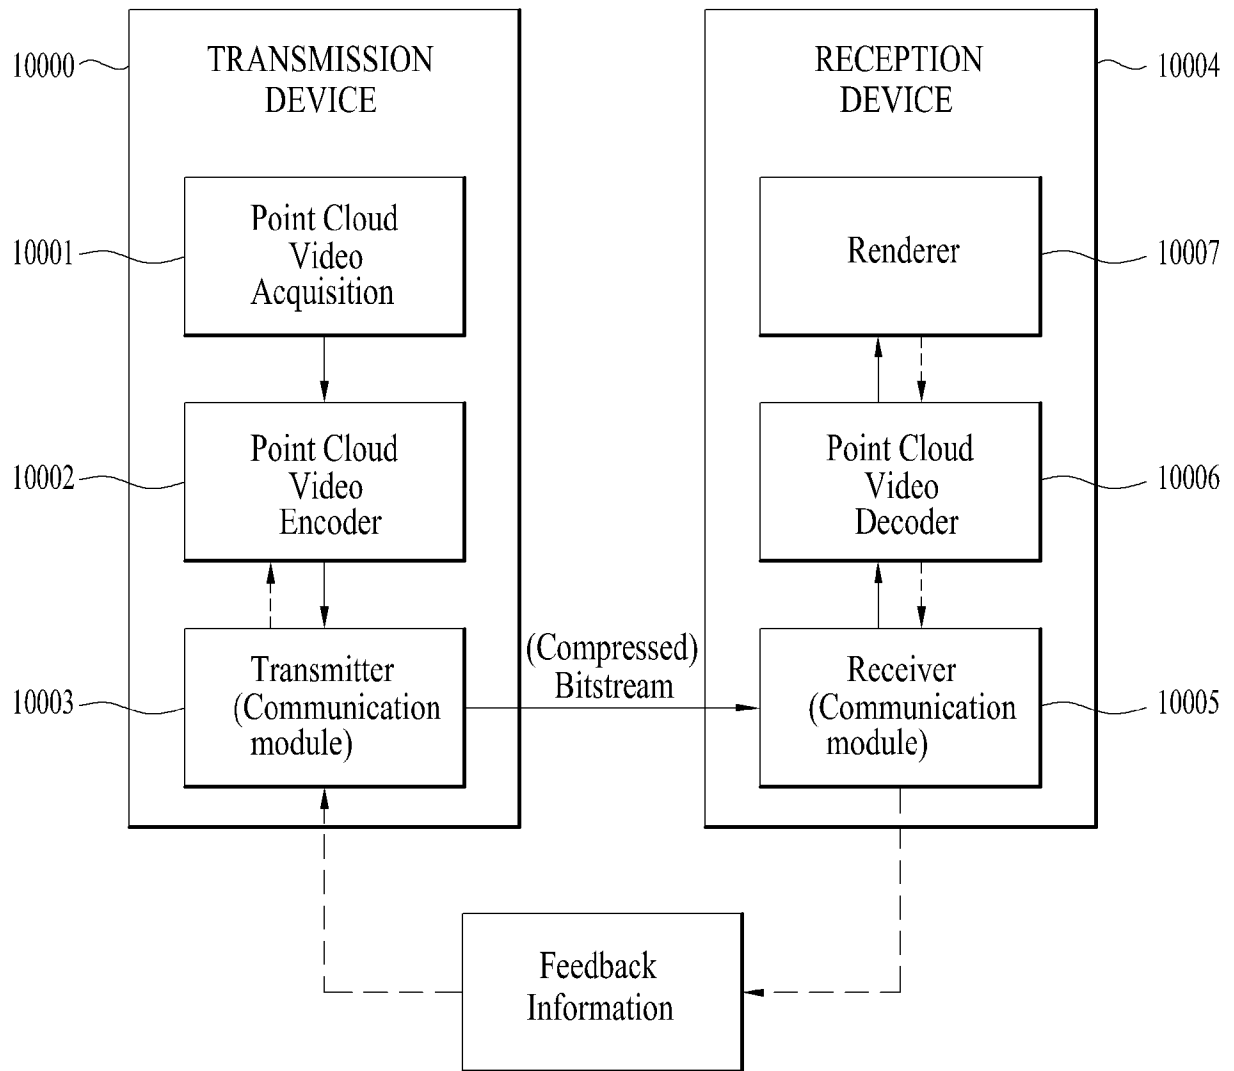 10000
TRANSMISSION
DEVICE
10001
Point Cloud
Video
Acquisition
10002
Point Cloud
Video
Encoder
10003
Transmitter
(Communication
module)
(Compressed)
Bitstream
RECEPTION
DEVICE
10004
Renderer
10007
Point Cloud
Video
Decoder
10006
Receiver
(Communication
module)
10005
Feedback
Information